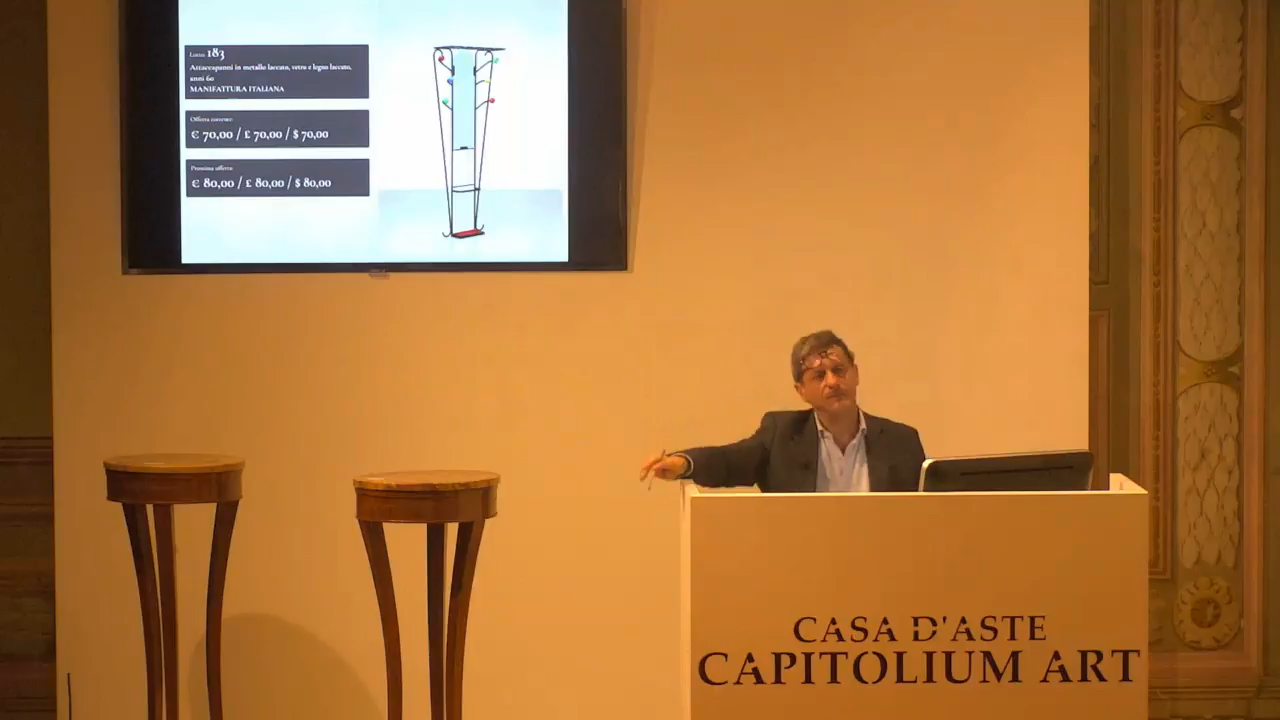 Lotto: 183
Attaccapanni in metallo laccato, vetro e legno laccato,
anni 60
MANIFATTURA ITALIANA
Offerta corrente:
€ 70,00 / £ 70,00 / $ 70,00
Prossima offerta:
€ 80,00 / £ 80,00 / $ 80,00
CASA D'ASTE
CAPITOLIUM ART